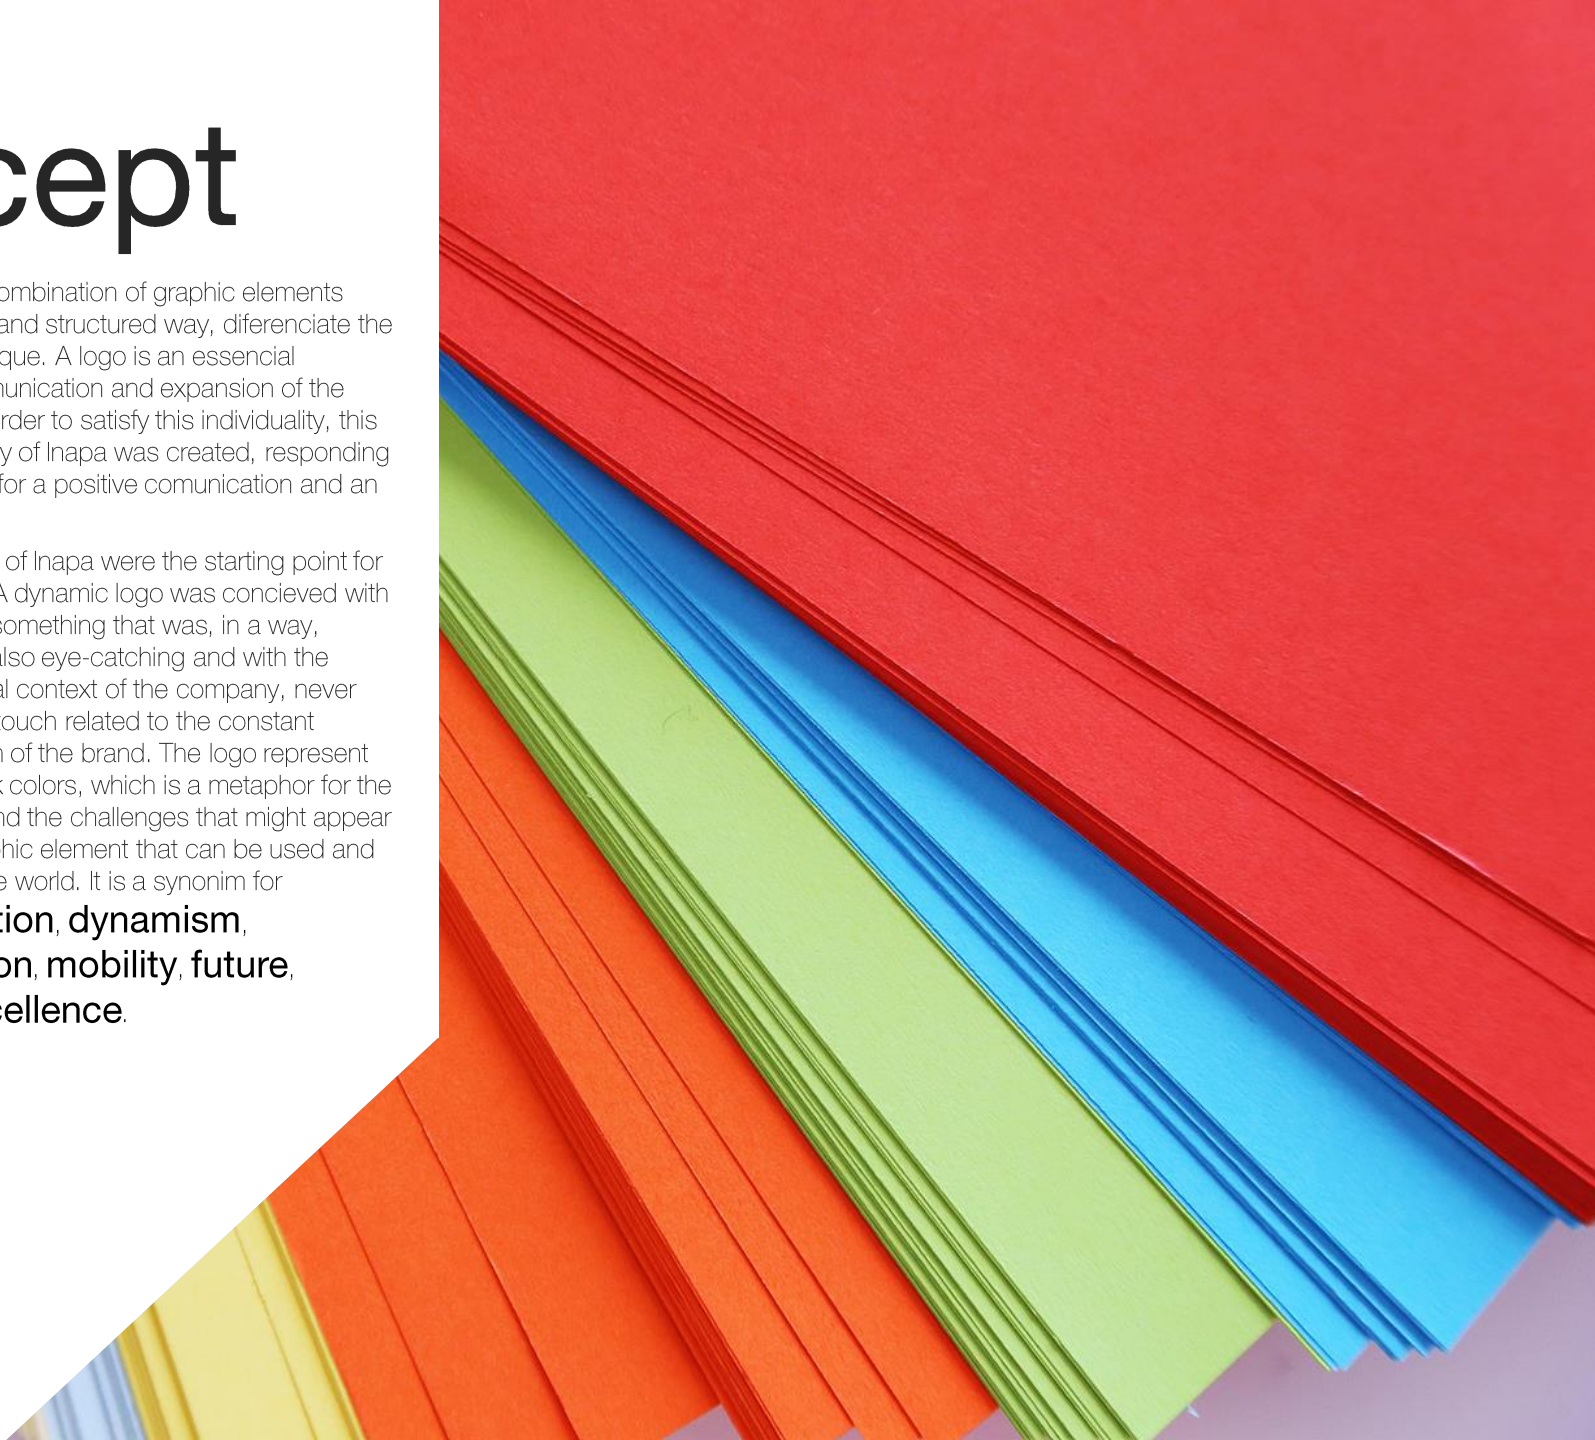 cept
ombination of graphic elements
and structured way, diferenciate the
que. A logo is an essencial
unication and expansion of the
rder to satisfy this individuality, this
y of Inapa was created, responding
for a positive comunication and an
of Inapa were the starting point for
A dynamic logo was concieved with
something that was, in a way,
also eye-catching and with the
al context of the company, never
touch related to the constant
n of the brand. The logo represent
k colors, which is a metaphor for the
nd the challenges that might appear
hic element that can be used and
e world. It is a synonim for
tion, dynamism,
on, mobility, future,
cellence.